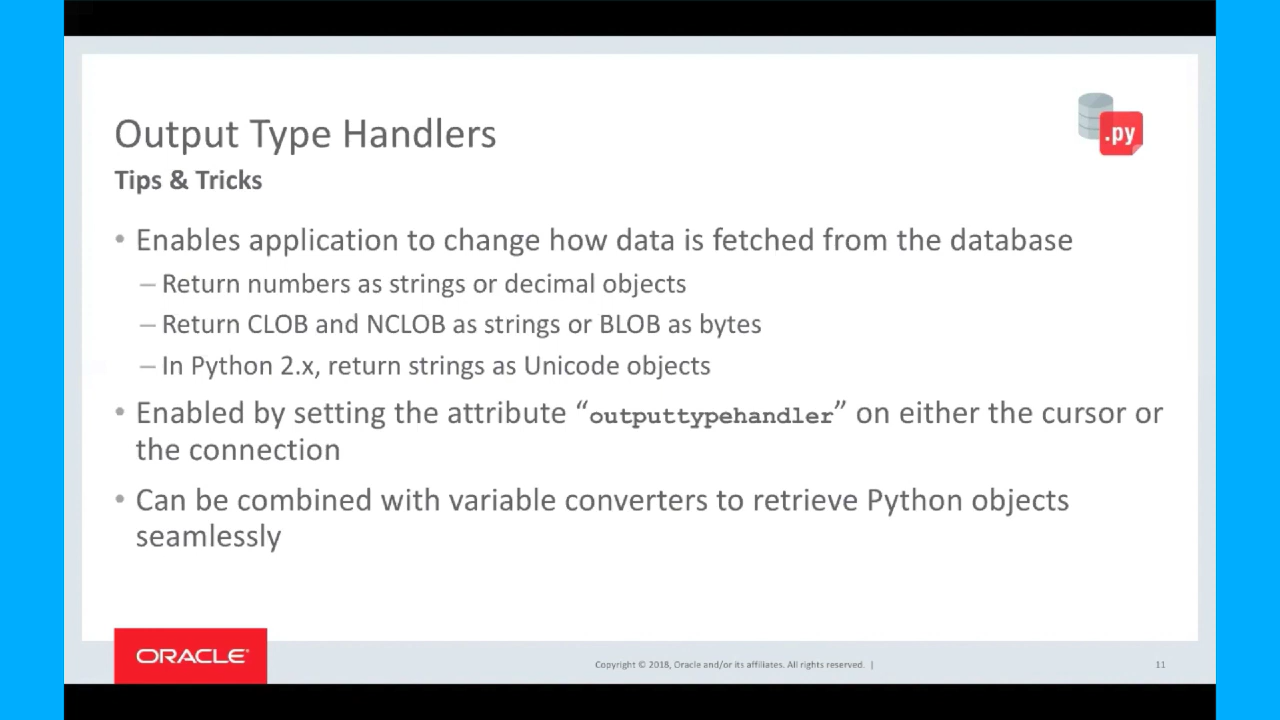 Output Type Handlers
.py
Tips & Tricks
• Enables application to change how data is fetched from the database
– Return numbers as strings or decimal objects
– Return CLOB and NCLOB as strings or BLOB as bytes
– In Python 2.x, return strings as Unicode objects
• Enabled by setting the attribute “outputtypehandler” on either the cursor or
the connection
• Can be combined with variable converters to retrieve Python objects
seamlessly
ORACLE®
Copyright © 2018, Oracle and/or its affiliates. All rights reserved. |
11